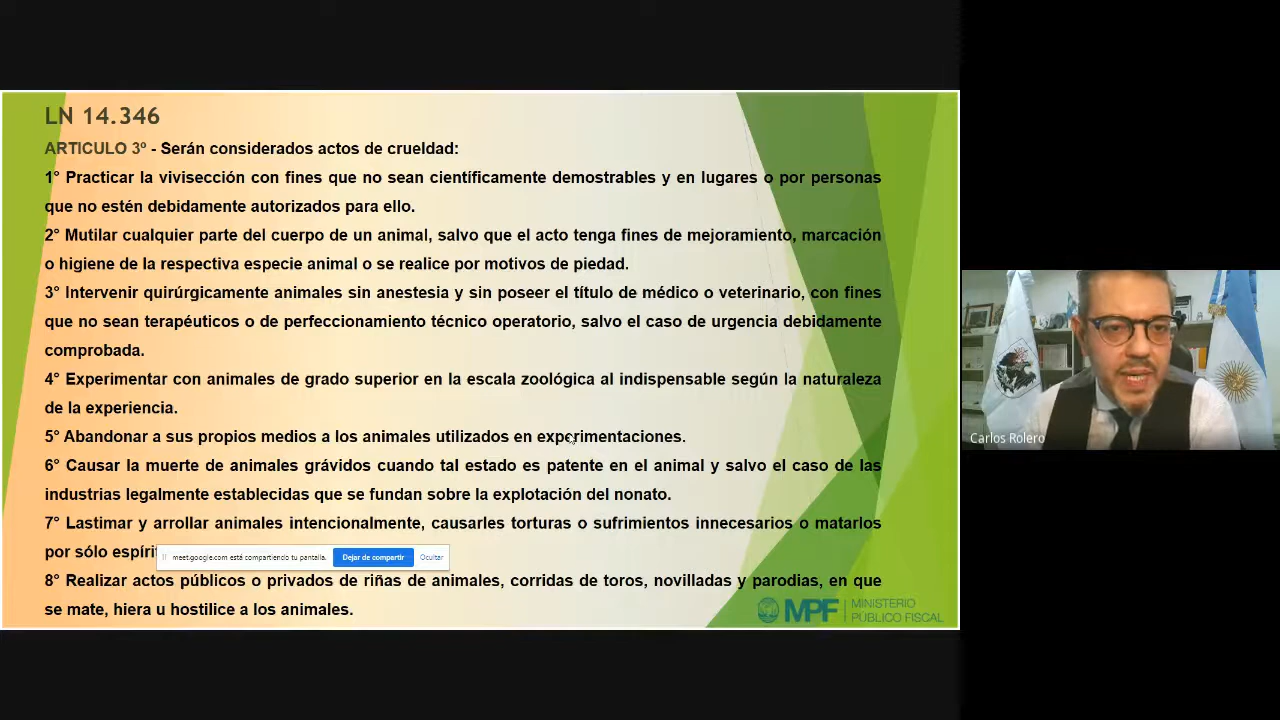 LN 14.346
ARTICULO 3º - Serán considerados actos de crueldad:
1° Practicar la vivisección con fines que no sean científicamente demostrables y en lugares o por personas
que no estén debidamente autorizados para ello.
2° Mutilar cualquier parte del cuerpo de un animal, salvo que el acto tenga fines de mejoramiento, marcación
o higiene de la respectiva especie animal o se realice por motivos de piedad.
3° Intervenir quirúrgicamente animales sin anestesia y sin poseer el título de médico o veterinario, con fines
que no sean terapéuticos o de perfeccionamiento técnico operatorio, salvo el caso de urgencia debidamente
comprobada.
4° Experimentar con animales de grado superior en la escala zoológica al indispensable según la naturaleza
de la experiencia.
5° Abandonar a sus propios medios a los animales utilizados en experimentaciones.
6° Causar la muerte de animales grávidos cuando tal estado es patente en el animal y salvo el caso de las
industrias legalmente establecidas que se fundan sobre la explotación del nonato.
7° Lastimar y arrollar animales intencionalmente, causarles torturas o sufrimientos innecesarios o matarlos
por sólo
meet.google.com está compartiendo tu pantalla. Dejar de compartir Ocultar
8° Realizar actos públicos o privados de riñas de animales, corridas de toros, novilladas y parodias, en que
se mate, hiera u hostilice a los animales.
MPF MINISTERIO
PÚBLICO FISCAL
Carlos Rolero